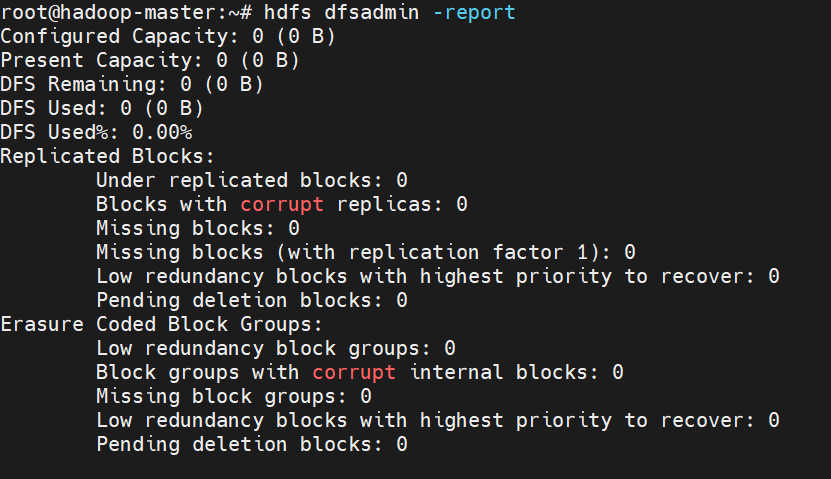 root@hadoop-master:~# hdfs dfsadmin -report
Configured Capacity: 0 (0 B)
Present Capacity: 0 (0 B)
DFS Remaining: 0 (0 B)
DFS Used: 0 (0 B)
DFS Used%: 0.00%
Replicated Blocks:
        Under replicated blocks: 0
        Blocks with corrupt replicas: 0
        Missing blocks: 0
        Missing blocks (with replication factor 1): 0
        Low redundancy blocks with highest priority to recover: 0
        Pending deletion blocks: 0
Erasure Coded Block Groups:
        Low redundancy block groups: 0
        Block groups with corrupt internal blocks: 0
        Missing block groups: 0
        Low redundancy blocks with highest priority to recover: 0
        Pending deletion blocks: 0